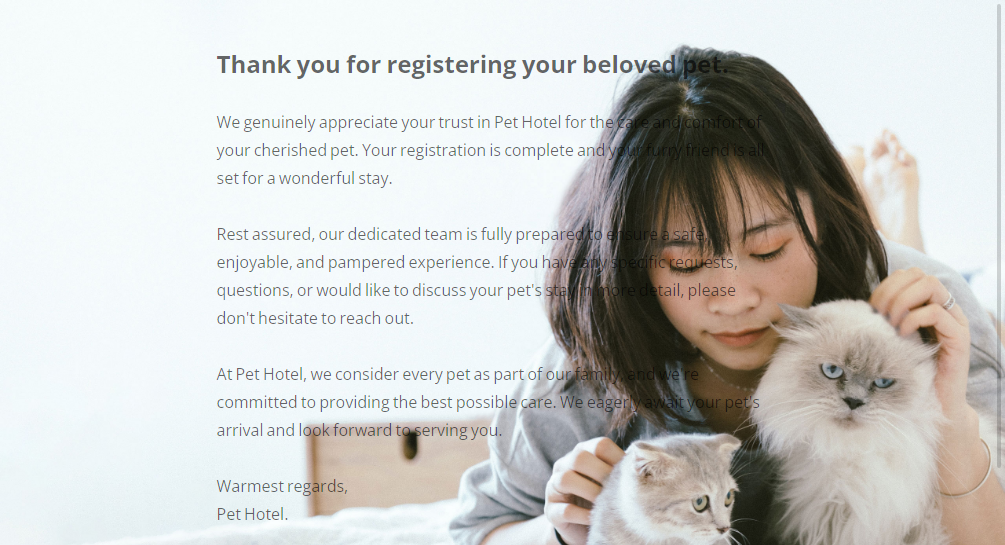 Thank you for registering your beloved pet.
We genuinely appreciate your trust in Pet Hotel for the care and comfort of
your cherished pet. Your registration is complete and your furry friend is all
set for a wonderful stay.
Rest assured, our dedicated team is fully prepared to ensure a safe,
enjoyable, and pampered experience. If you have any specific requests,
questions, or would like to discuss your pet's stay in more detail, please
don't hesitate to reach out.
At Pet Hotel, we consider every pet as part of our family, and we're
committed to providing the best possible care. We eagerly await your pet's
arrival and look forward to serving you.
Warmest regards,
Pet Hotel.